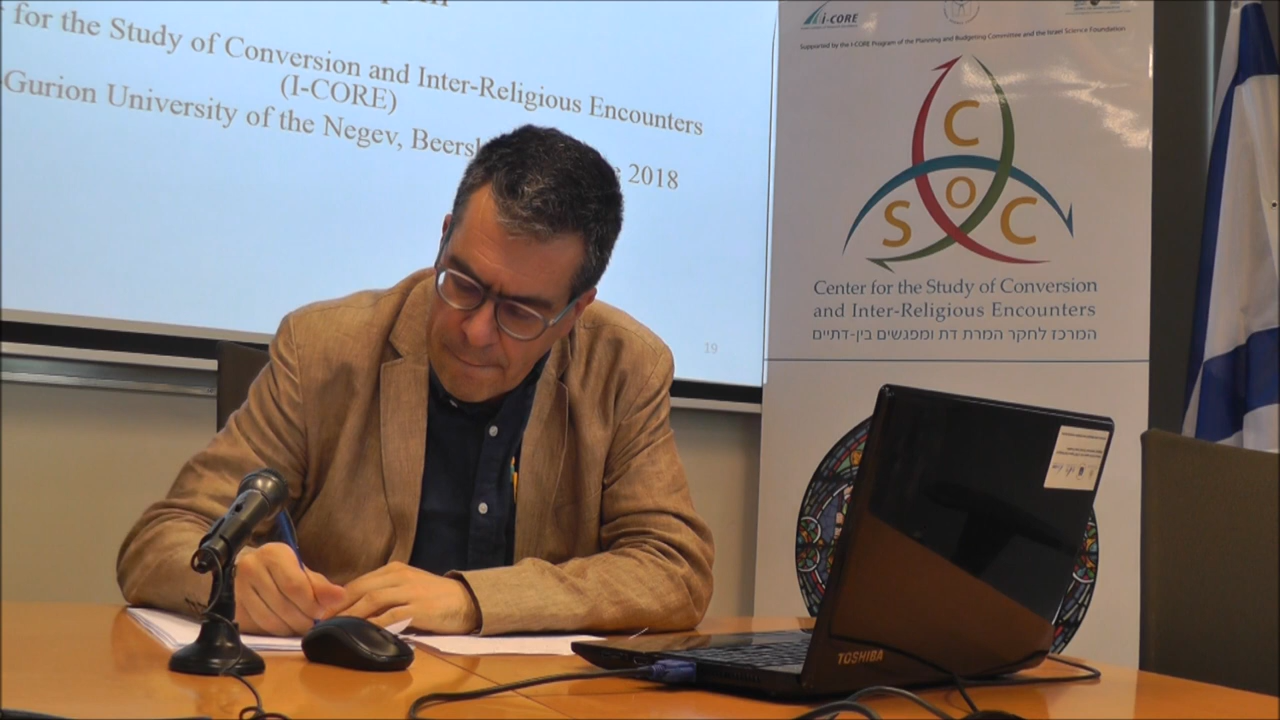 for the Study of Conversion and Inter-Religious Encounters
(I-CORE)
-Gurion University of the Negev, Beersh 2018
19
i-CORE
Supported by the I-CORE Program of the Planning and Budgeting Committee and the Israel Science Foundation
C
O
S C
Center for the Study of Conversion
and Inter-Religious Encounters
המרכז לחקר המרת דת ומפגשים בין-דתיים
TOSHIBA